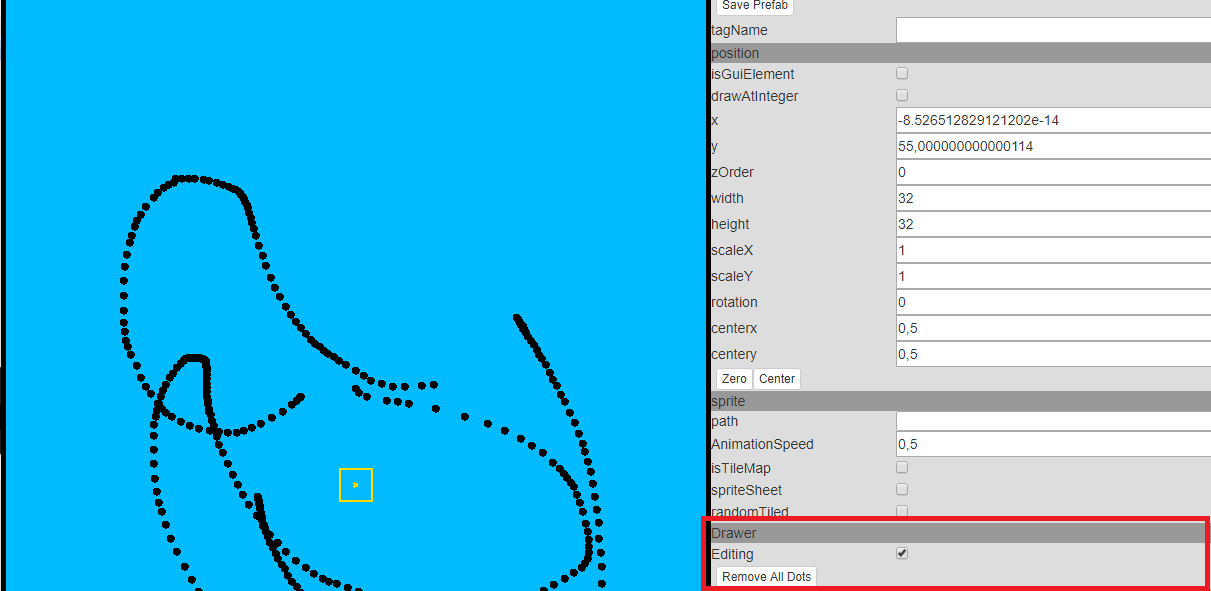 Save Prefab
tagName
position
isGuiElement
drawAtInteger
x -8.526512829121202e-14
y 55,000000000000114
zOrder 0
width 32
height 32
scaleX 1
scaleY 1
rotation 0
centerx 0,5
centery 0,5
Zero Center
sprite
path
AnimationSpeed 0,5
isTileMap
spriteSheet
randomTiled
Drawer
Editing
Remove All Dots